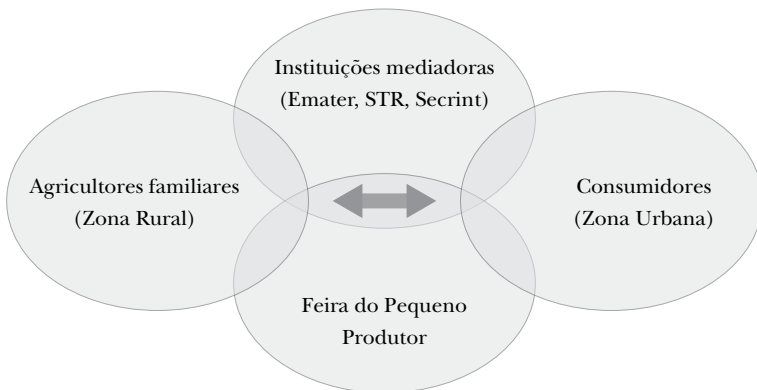 Instituições mediadoras
(Emater, STR, Secrint)
Agricultores familiares
(Zona Rural)
Consumidores
(Zona Urbana)
Feira do Pequeno
Produtor